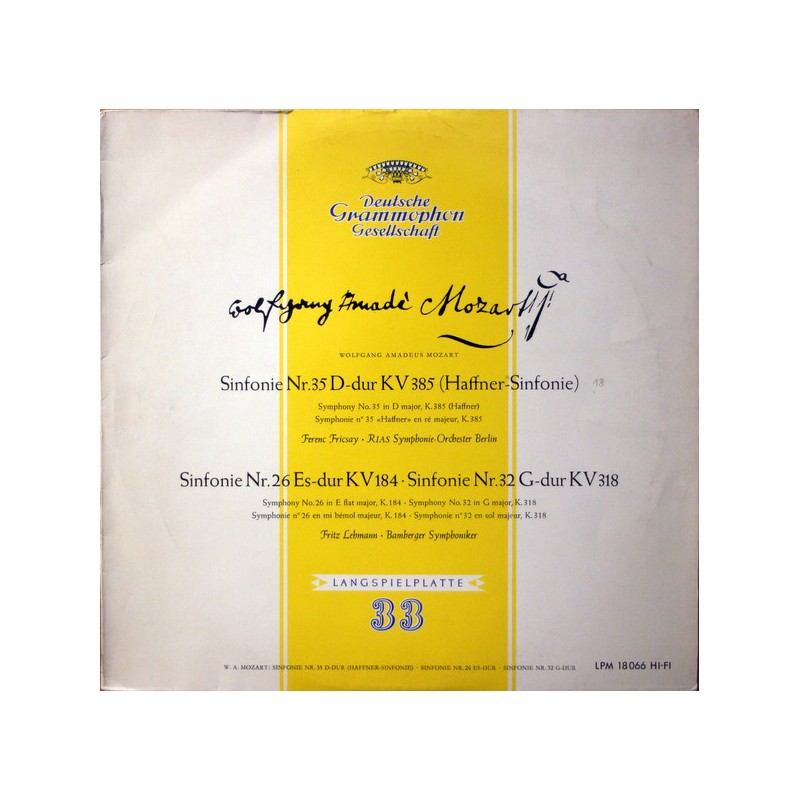 Deutsche
Grammophon
Gesellschaft
Wolfgang Amadè Mozart
WOLFGANG AMADEUS MOZART
Sinfonie Nr. 35 D-dur KV 385 (Haffner-Sinfonie) 13
Symphony No. 35 in D major, K. 385 (Haffner)
Symphonie n° 35 «Haffner» en ré majeur, K. 385
Ferenc Fricsay · RIAS Symphonie-Orchester Berlin
Sinfonie Nr. 26 Es-dur KV 184 · Sinfonie Nr. 32 G-dur KV 318
Symphony No. 26 in E flat major, K. 184 - Symphony No. 32 in G major, K. 318
Symphonie n° 26 en mi bémol majeur, K. 184 - Symphonie n° 32 en sol majeur, K. 318
Fritz Lehmann · Bamberger Symphoniker
LANGSPIELPLATTE
33
W. A. MOZART: SINFONIE NR. 35 D-DUR (HAFFNER-SINFONIE) · SINFONIE NR. 26 ES-DUR · SINFONIE NR. 32 G-DUR
LPM 18066 HI-FI